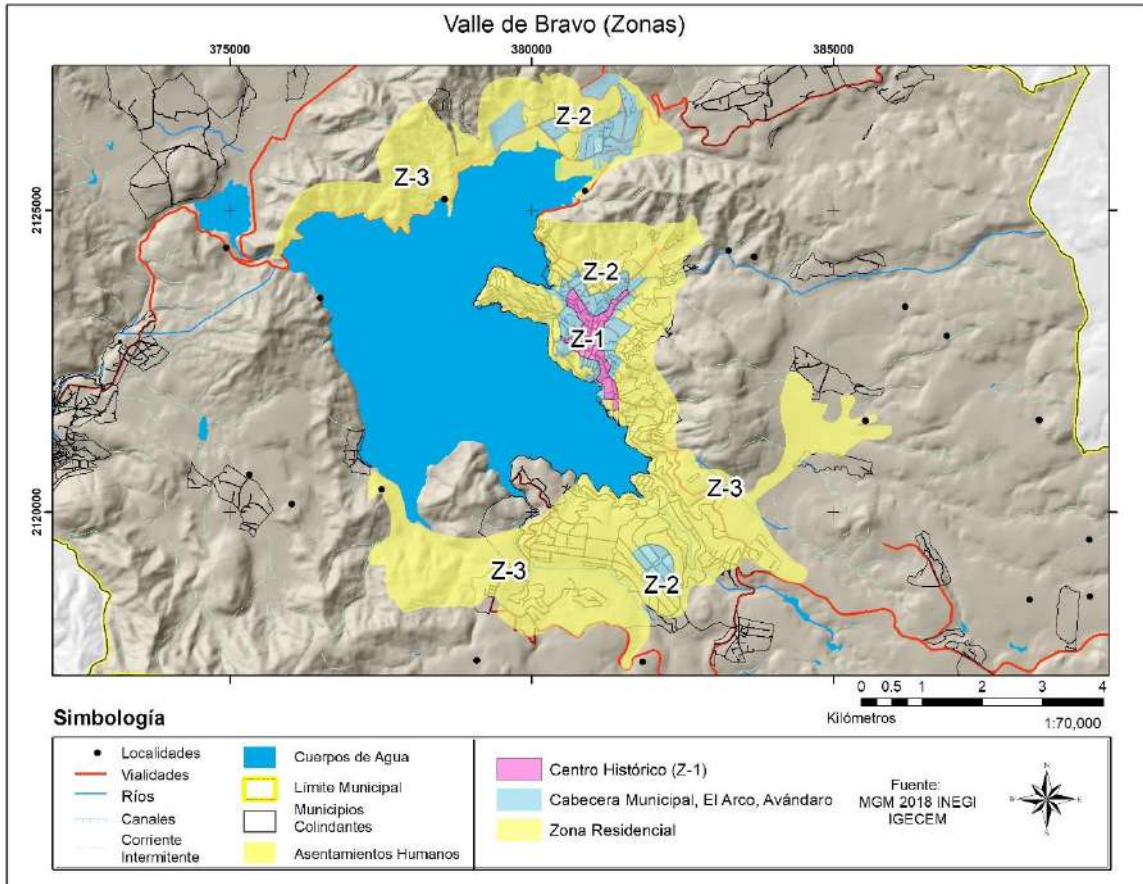 Valle de Bravo (Zonas)
375000
380000
385000
2125000
2120000
Z-2
Z-3
Z-2
Z-1
Z-3
Z-3
Z-2
0 0.5 1 2 3 4
Kilómetros
1:70,000
Simbología
Localidades
Vialidades
Ríos
Canales
Corriente
Intermitente
Cuerpos de Agua
Límite Municipal
Municipios
Colindantes
Asentamientos Humanos
Centro Histórico (Z-1)
Cabecera Municipal, El Arco, Avándaro
Zona Residencial
Fuente:
MGM 2018 INEGI
IGECEM
N
W
E
S